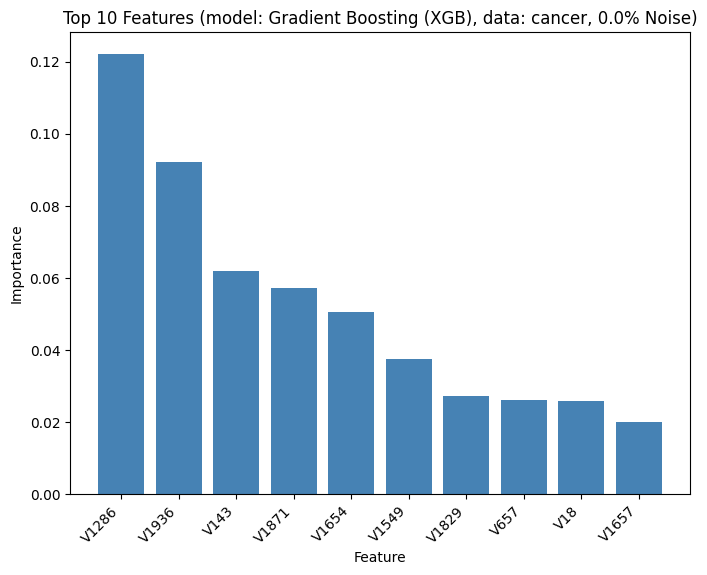 Top 10 Features (model: Gradient Boosting (XGB), data: cancer, 0.0% Noise)
Importance
0.12
0.10
0.08
0.06
0.04
0.02
0.00
V1286
V1936
V143
V1871
V1654
V1549
V1829
V657
V18
V1657
Feature